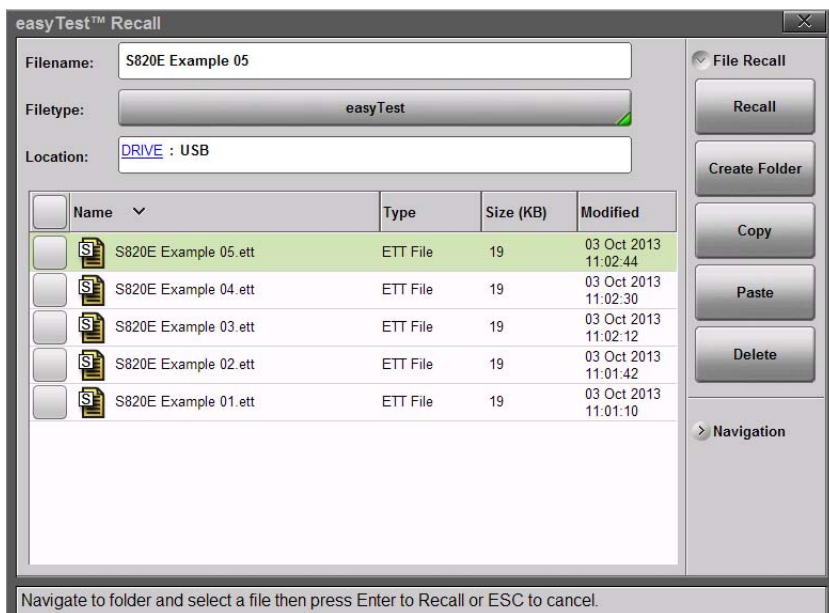 easyTest™ Recall
Filename: S820E Example 05
Filetype: easyTest
Location: DRIVE : USB
Name Type Size (KB) Modified
S820E Example 05.ett ETT File 19 03 Oct 2013 11:02:44
S820E Example 04.ett ETT File 19 03 Oct 2013 11:02:30
S820E Example 03.ett ETT File 19 03 Oct 2013 11:02:12
S820E Example 02.ett ETT File 19 03 Oct 2013 11:01:42
S820E Example 01.ett ETT File 19 03 Oct 2013 11:01:10
File Recall
Recall
Create Folder
Copy
Paste
Delete
Navigation
Navigate to folder and select a file then press Enter to Recall or ESC to cancel.